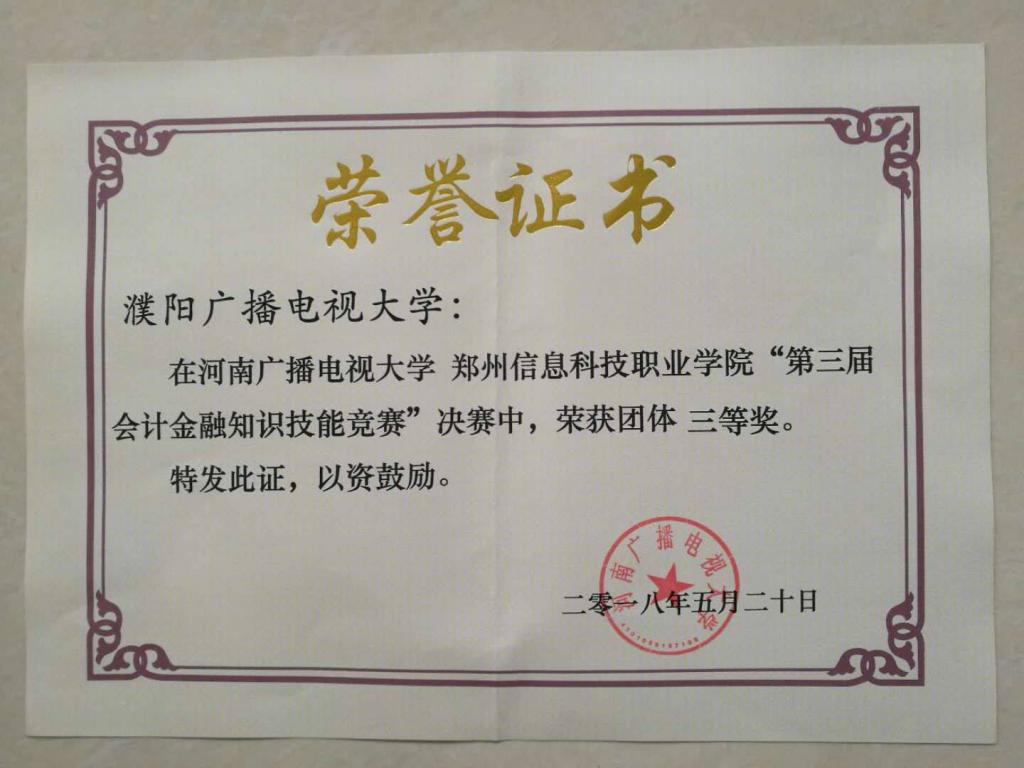 荣誉证书
濮阳广播电视大学：
在河南广播电视大学 郑州信息科技职业学院“第三届
会计金融知识技能竞赛”决赛中，荣获团体 三等奖。
特发此证，以资鼓励。
河南广播电视大学
二零一八年五月二十日